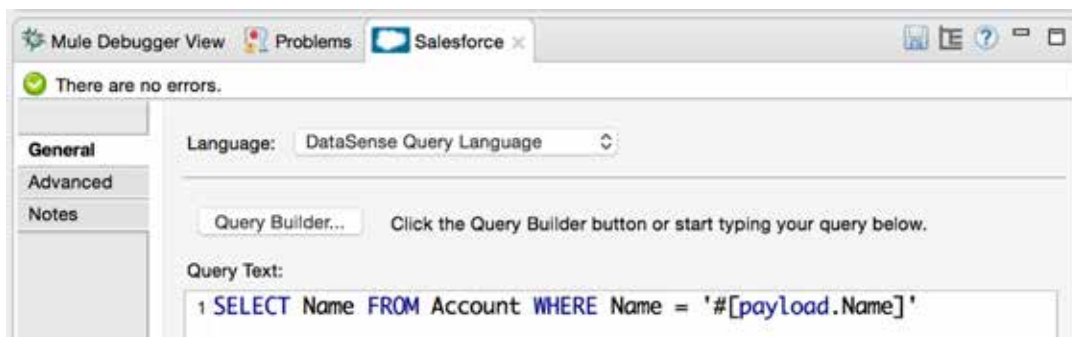 Mule Debugger View Problems Salesforce
There are no errors.
General
Advanced
Notes
Language: DataSense Query Language
Query Builder... Click the Query Builder button or start typing your query below.
Query Text:
1 SELECT Name FROM Account WHERE Name = '#[payload.Name]'